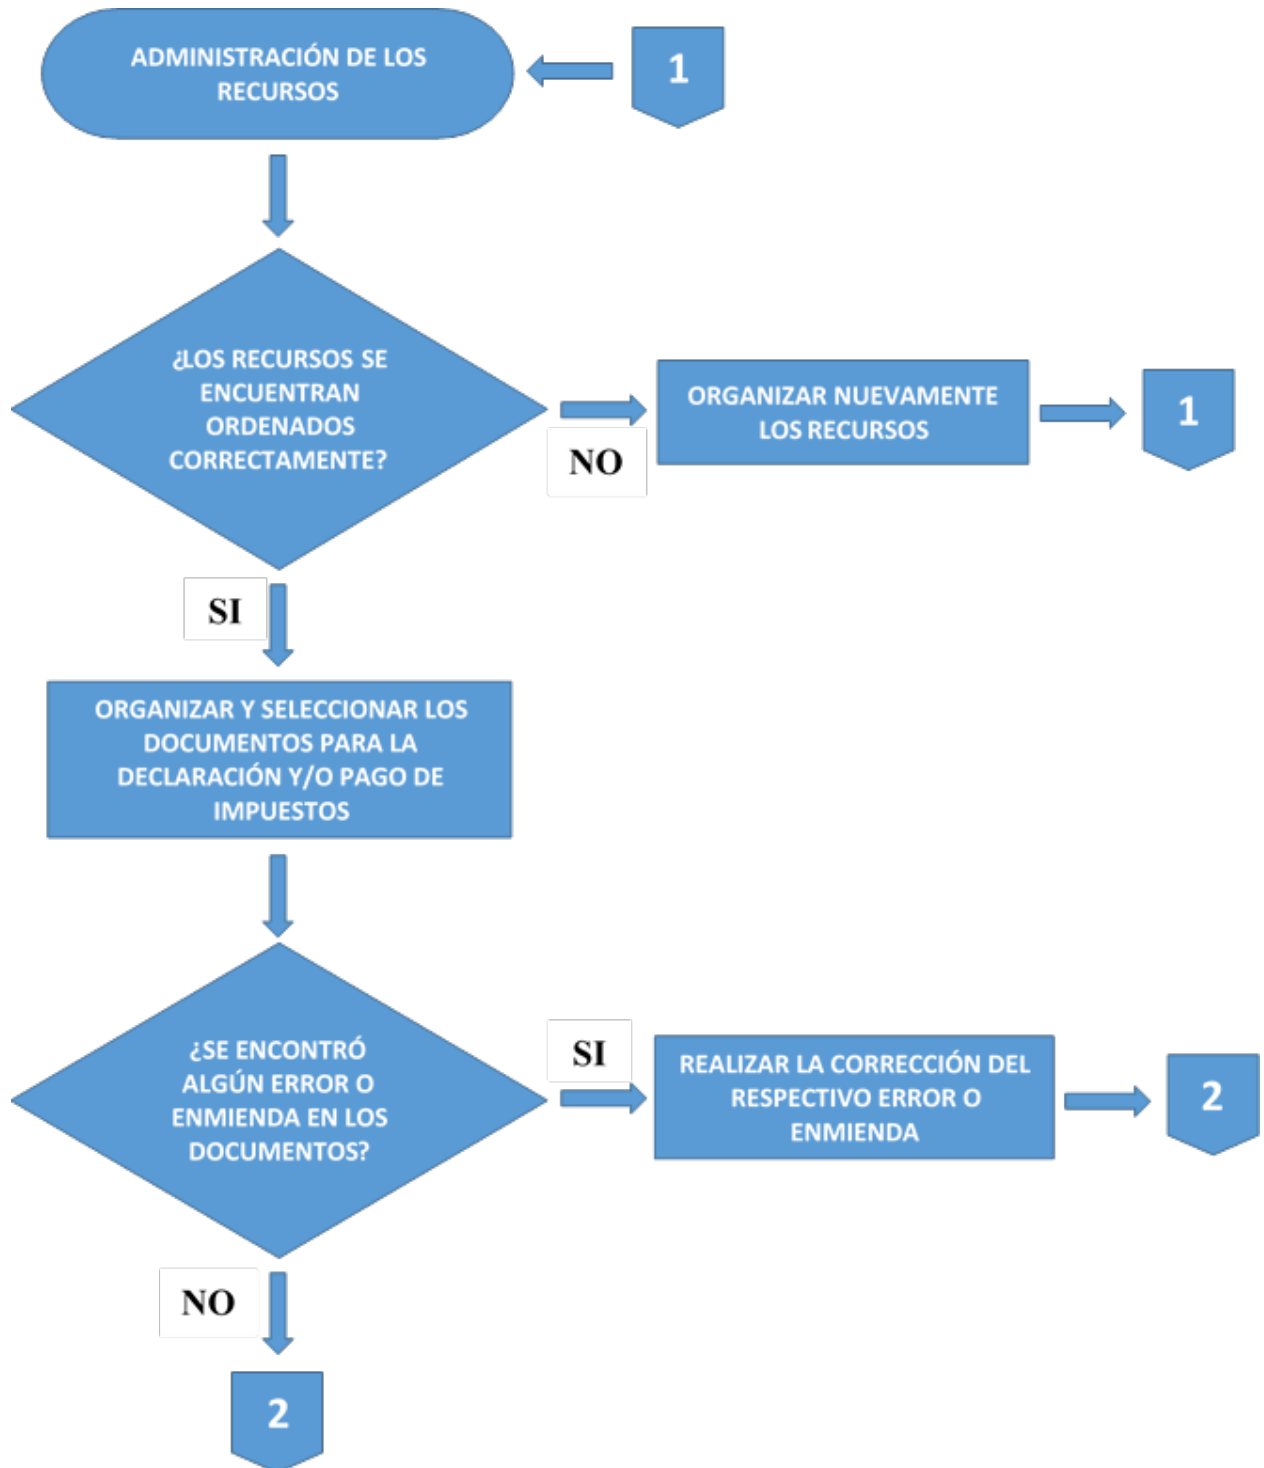 ADMINISTRACIÓN DE LOS
RECURSOS
1
¿LOS RECURSOS SE
ENCUENTRAN
ORDENADOS
CORRECTAMENTE?
NO
ORGANIZAR NUEVAMENTE
LOS RECURSOS
1
SI
ORGANIZAR Y SELECCIONAR LOS
DOCUMENTOS PARA LA
DECLARACIÓN Y/O PAGO DE
IMPUESTOS
¿SE ENCONTRÓ
ALGÚN ERROR O
ENMIENDA EN LOS
DOCUMENTOS?
SI
REALIZAR LA CORRECCIÓN DEL
RESPECTIVO ERROR O
ENMIENDA
2
NO
2